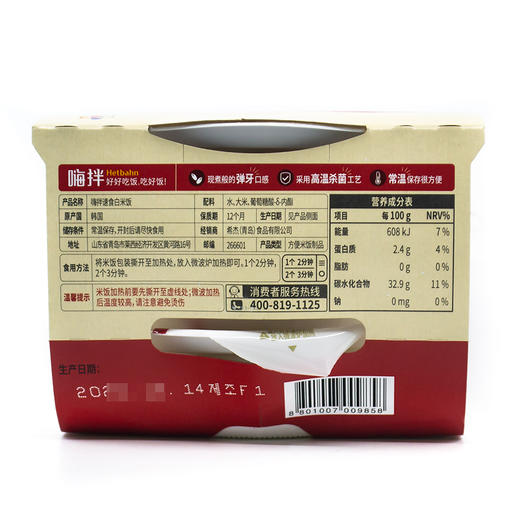 嗨拌 Hetbahn
好好吃饭,吃好饭!
现煮般的弹牙口感
采用高温杀菌工艺
常温保存很方便
品名 嗨拌速食白米饭 配料 水,大米,葡萄糖酸-δ-内酯
原产国 韩国 保质期 12个月 生产日期 见产品侧面
储存条件 常温保存,开封后请尽快食用 经销商 希杰(青岛)食品有限公司
地址 山东省青岛市莱西经济开发区黄河路16号 邮编 266601 产品类型 方便米饭制品
食用方法 将米饭包装撕开至加热处,放入微波炉加热即可。1个2分钟,
2个3分钟。
1个 2分钟
2个 3分钟
温馨提示 米饭加热前要先撕开至虚线处;微波加热
后温度较高,请注意避免烫伤
消费者服务热线
400-819-1125
营养成分表
项目 每 100 g NRV%
能量 608 kJ 7 %
蛋白质 2.4 g 4 %
脂肪 0 g 0 %
碳水化合物 32.9 g 11 %
钠 0 mg 0 %
生产日期:
202 . . 14제조F1
8 801007 009858